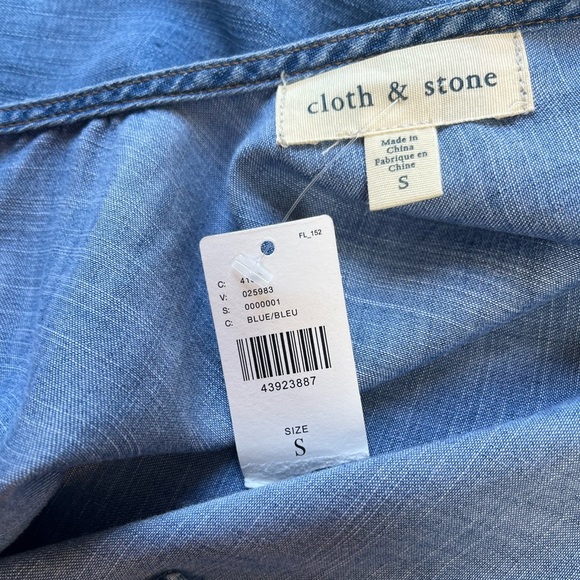 cloth & stone
Made in
China
Fabrique en
Chine
S
FL_152
C:
V: 025983
S: 0000001
C: BLUE/BLEU
43923887
SIZE
S